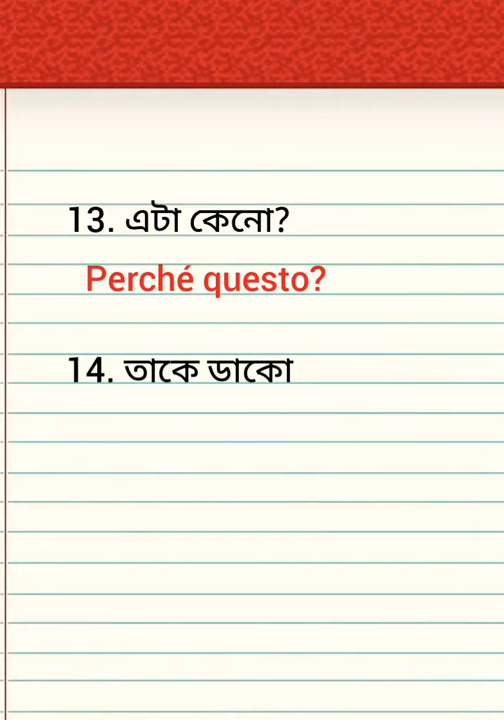 13. এটা কেনো?
Perché questo?
14. তাকে ডাকো